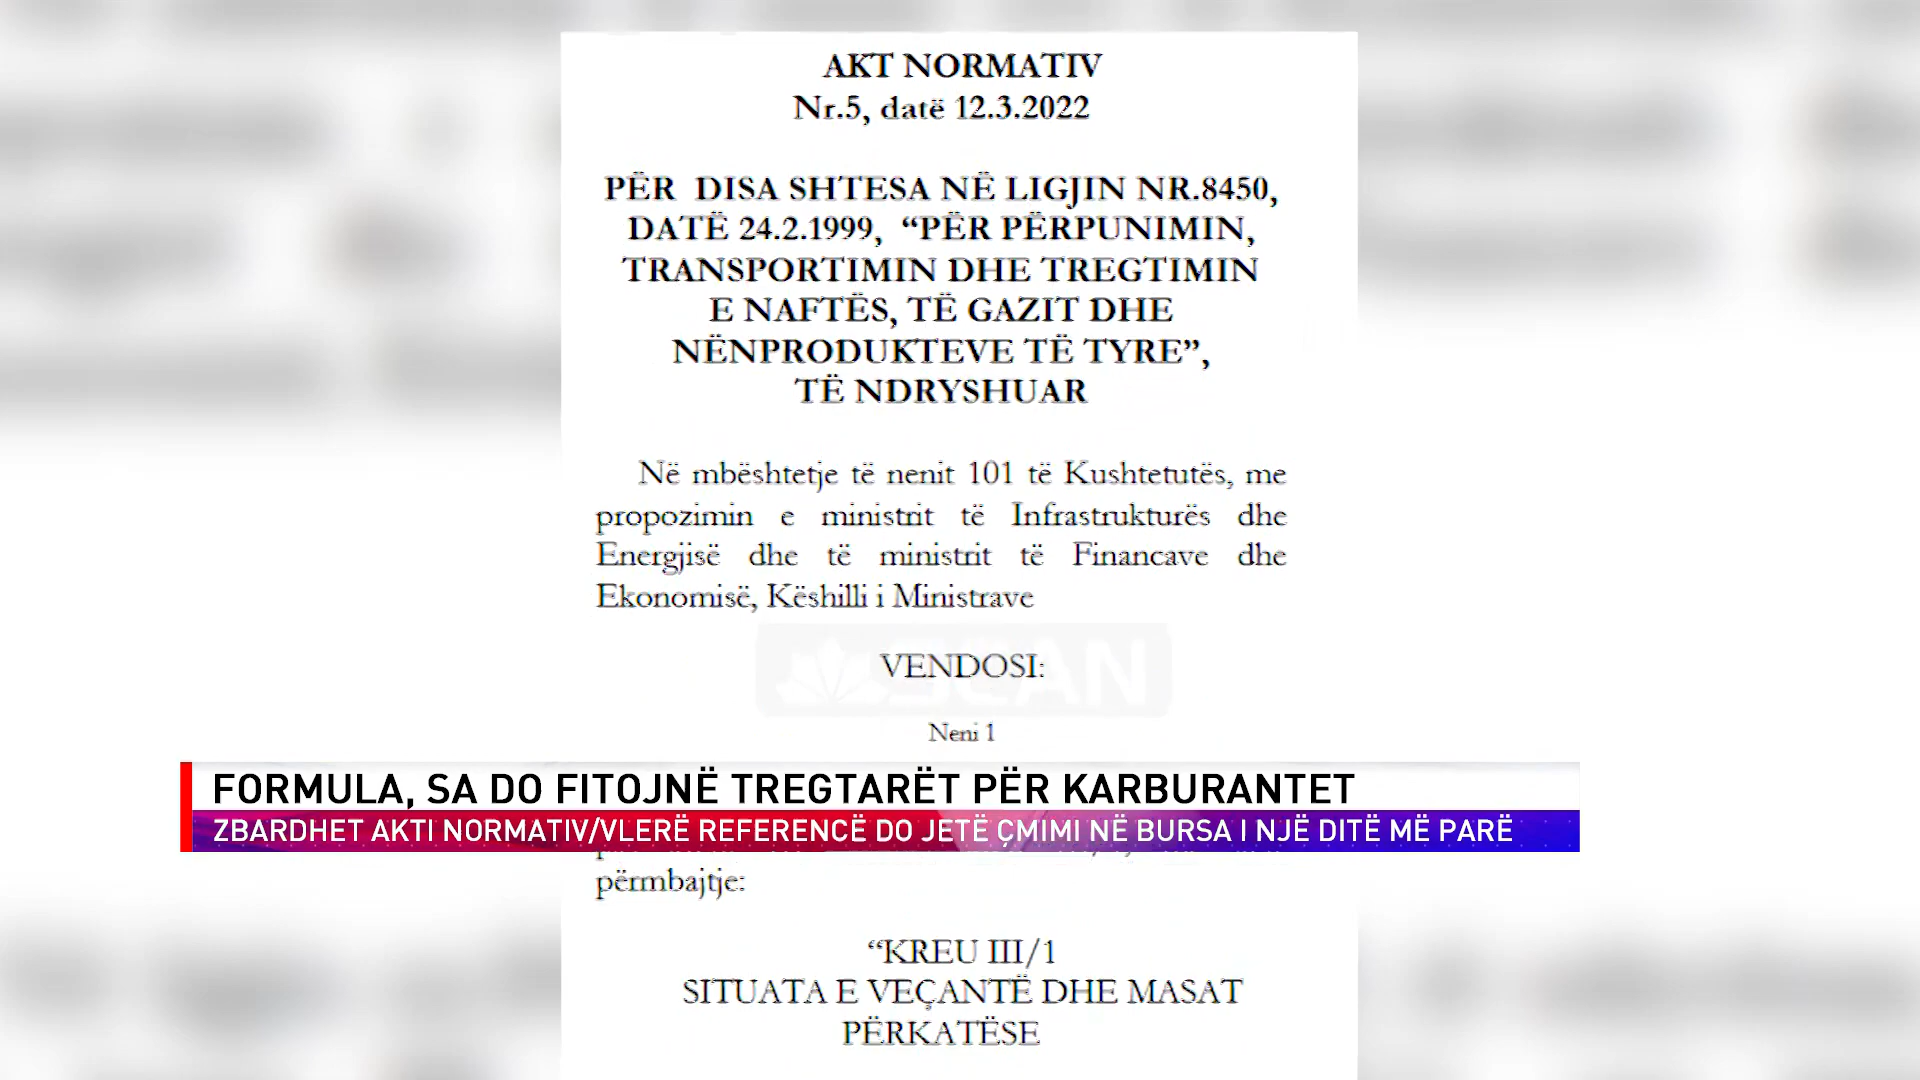 AKT NORMATIV
Nr.5, datë 12.3.2022
PËR DISA SHTESA NË LIGJIN NR.8450,
DATË 24.2.1999, “PËR PËRPUNIMIN,
TRANSPORTIMIN DHE TREGTIMIN
E NAFTËS, TË GAZIT DHE
NËNPRODUKTEVE TË TYRE”,
TË NDRYSHUAR
Në mbështetje të nenit 101 të Kushtetutës, me
propozimin e ministrit të Infrastrukturës dhe
Energjisë dhe të ministrit të Financave dhe
Ekonomisë, Këshilli i Ministrave
SCAN
VENDOSI:
Neni 1
FORMULA, SA DO FITOJNË TREGTARËT PËR KARBURANTET
ZBARDHET AKTI NORMATIV/VLERË REFERENCË DO JETË ÇMIMI NË BURSA I NJË DITË MË PARË
përmbajtje:
“KREU III/1
SITUATA E VEÇANTË DHE MASAT
PËRKATËSE